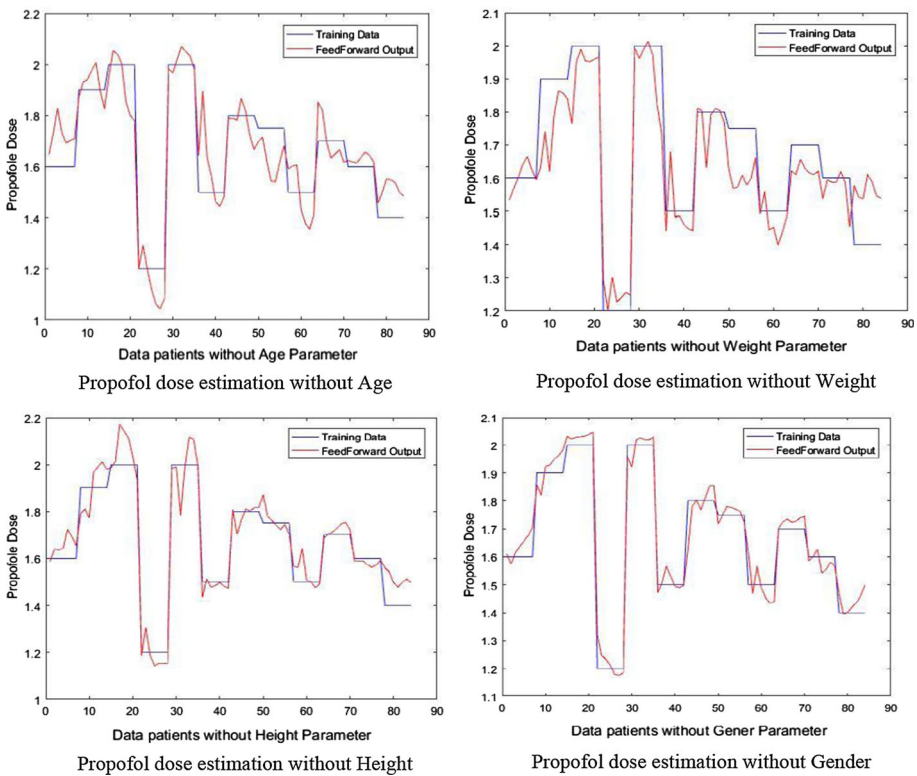 2.2
2
1.8
1.6
1.4
1.2
1
Propofole Dose
Training Data
FeedForward Output
0 10 20 30 40 50 60 70 80 90
Data patients without Age Parameter
Propofol dose estimation without Age
2.1
2
1.9
1.8
1.7
1.6
1.5
1.4
1.3
1.2
Propofole Dose
Training Data
FeedForward Output
0 10 20 30 40 50 60 70 80 90
Data patients without Weight Parameter
Propofol dose estimation without Weight
2.2
2
1.8
1.6
1.4
1.2
1
Propofole Dose
Training Data
FeedForward Output
0 10 20 30 40 50 60 70 80 90
Data patients without Height Parameter
Propofol dose estimation without Height
2.1
2
1.9
1.8
1.7
1.6
1.5
1.4
1.3
1.2
1.1
Propofole Dose
Training Data
FeedForward Output
0 10 20 30 40 50 60 70 80 90
Data patients without Gener Parameter
Propofol dose estimation without Gender